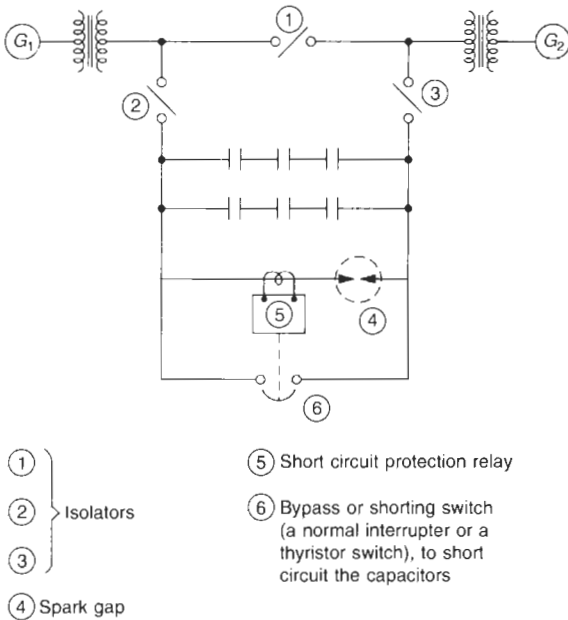 G1
1
G2
2
3
5
4
6
1
2
3
Isolators
4 Spark gap
5 Short circuit protection relay
6 Bypass or shorting switch
(a normal interrupter or a
thyristor switch), to short
circuit the capacitors